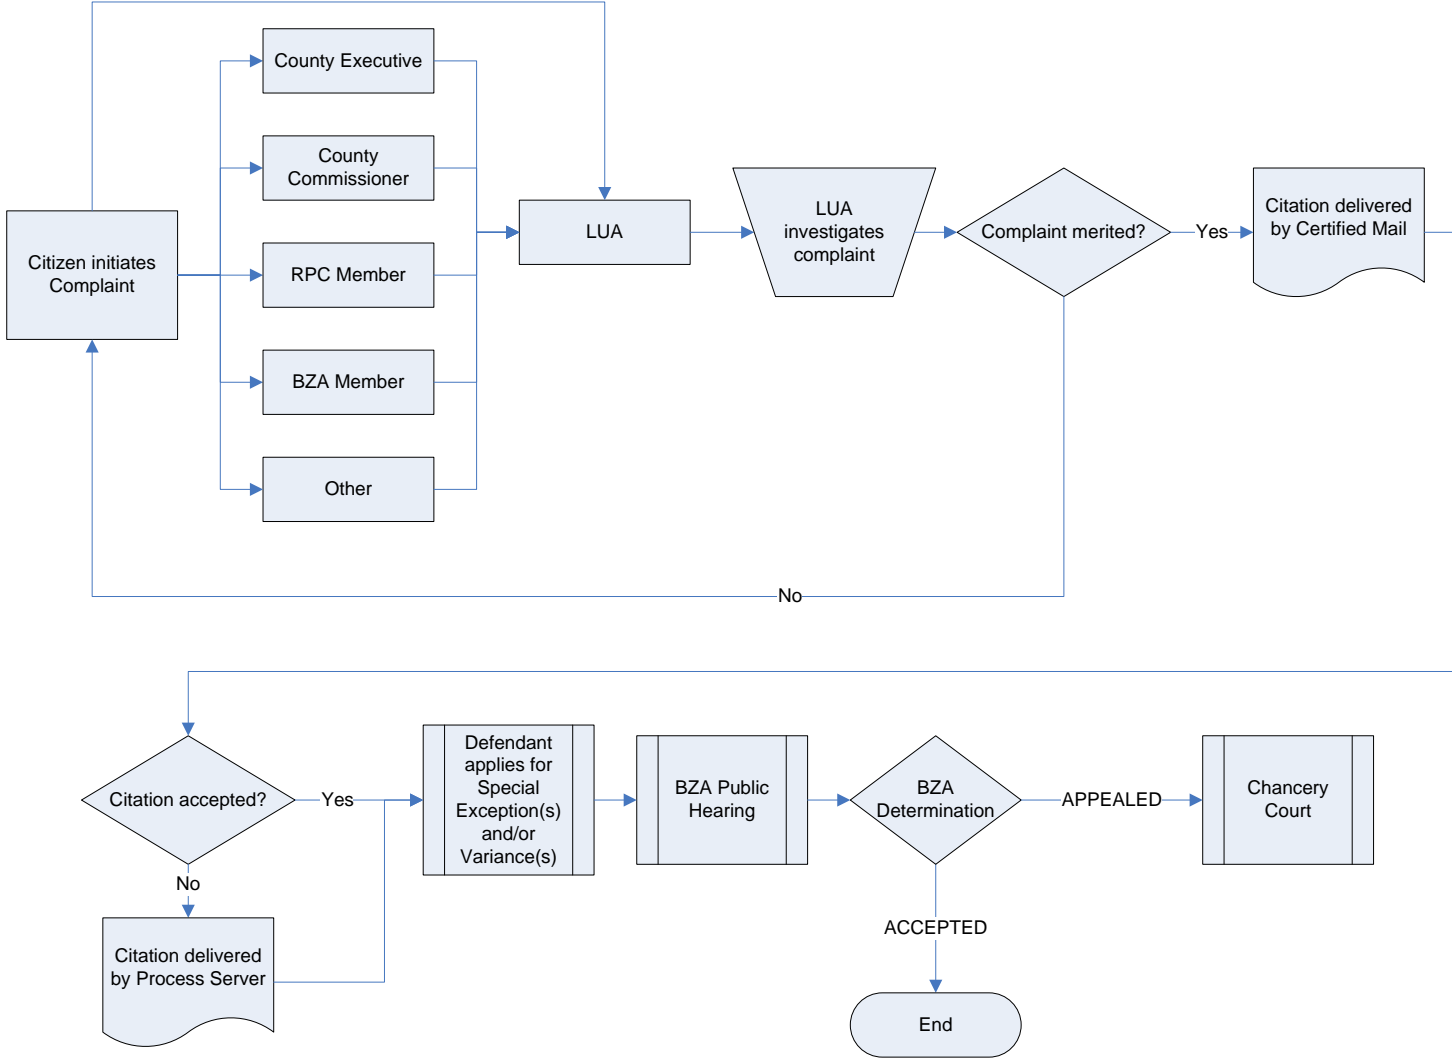 County Executive
County
Commissioner
Citizen initiates
Complaint
RPC Member
BZA Member
Other
LUA
LUA
investigates
complaint
Complaint merited?
Yes
Citation delivered
by Certified Mail
No
Citation accepted?
Yes
No
Citation delivered
by Process Server
Defendant
applies for
Special
Exception(s)
and/or
Variance(s)
BZA Public
Hearing
BZA
Determination
APPEALED
Chancery
Court
ACCEPTED
End